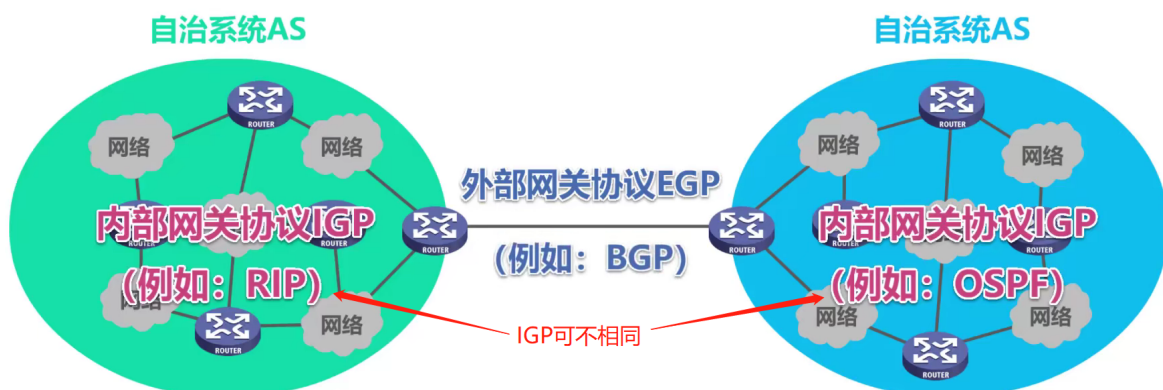 自治系统AS
自治系统AS
ROUTER
ROUTER
网络
网络
网络
网络
外部网关协议EGP
内部网关协议IGP
内部网关协议IGP
ROUTER
ROUTER
ROUTER
ROUTER
(例如：BGP)
(例如：RIP)
(例如：OSPF)
网络
网络
网络
网络
IGP可不相同
ROUTER
ROUTER